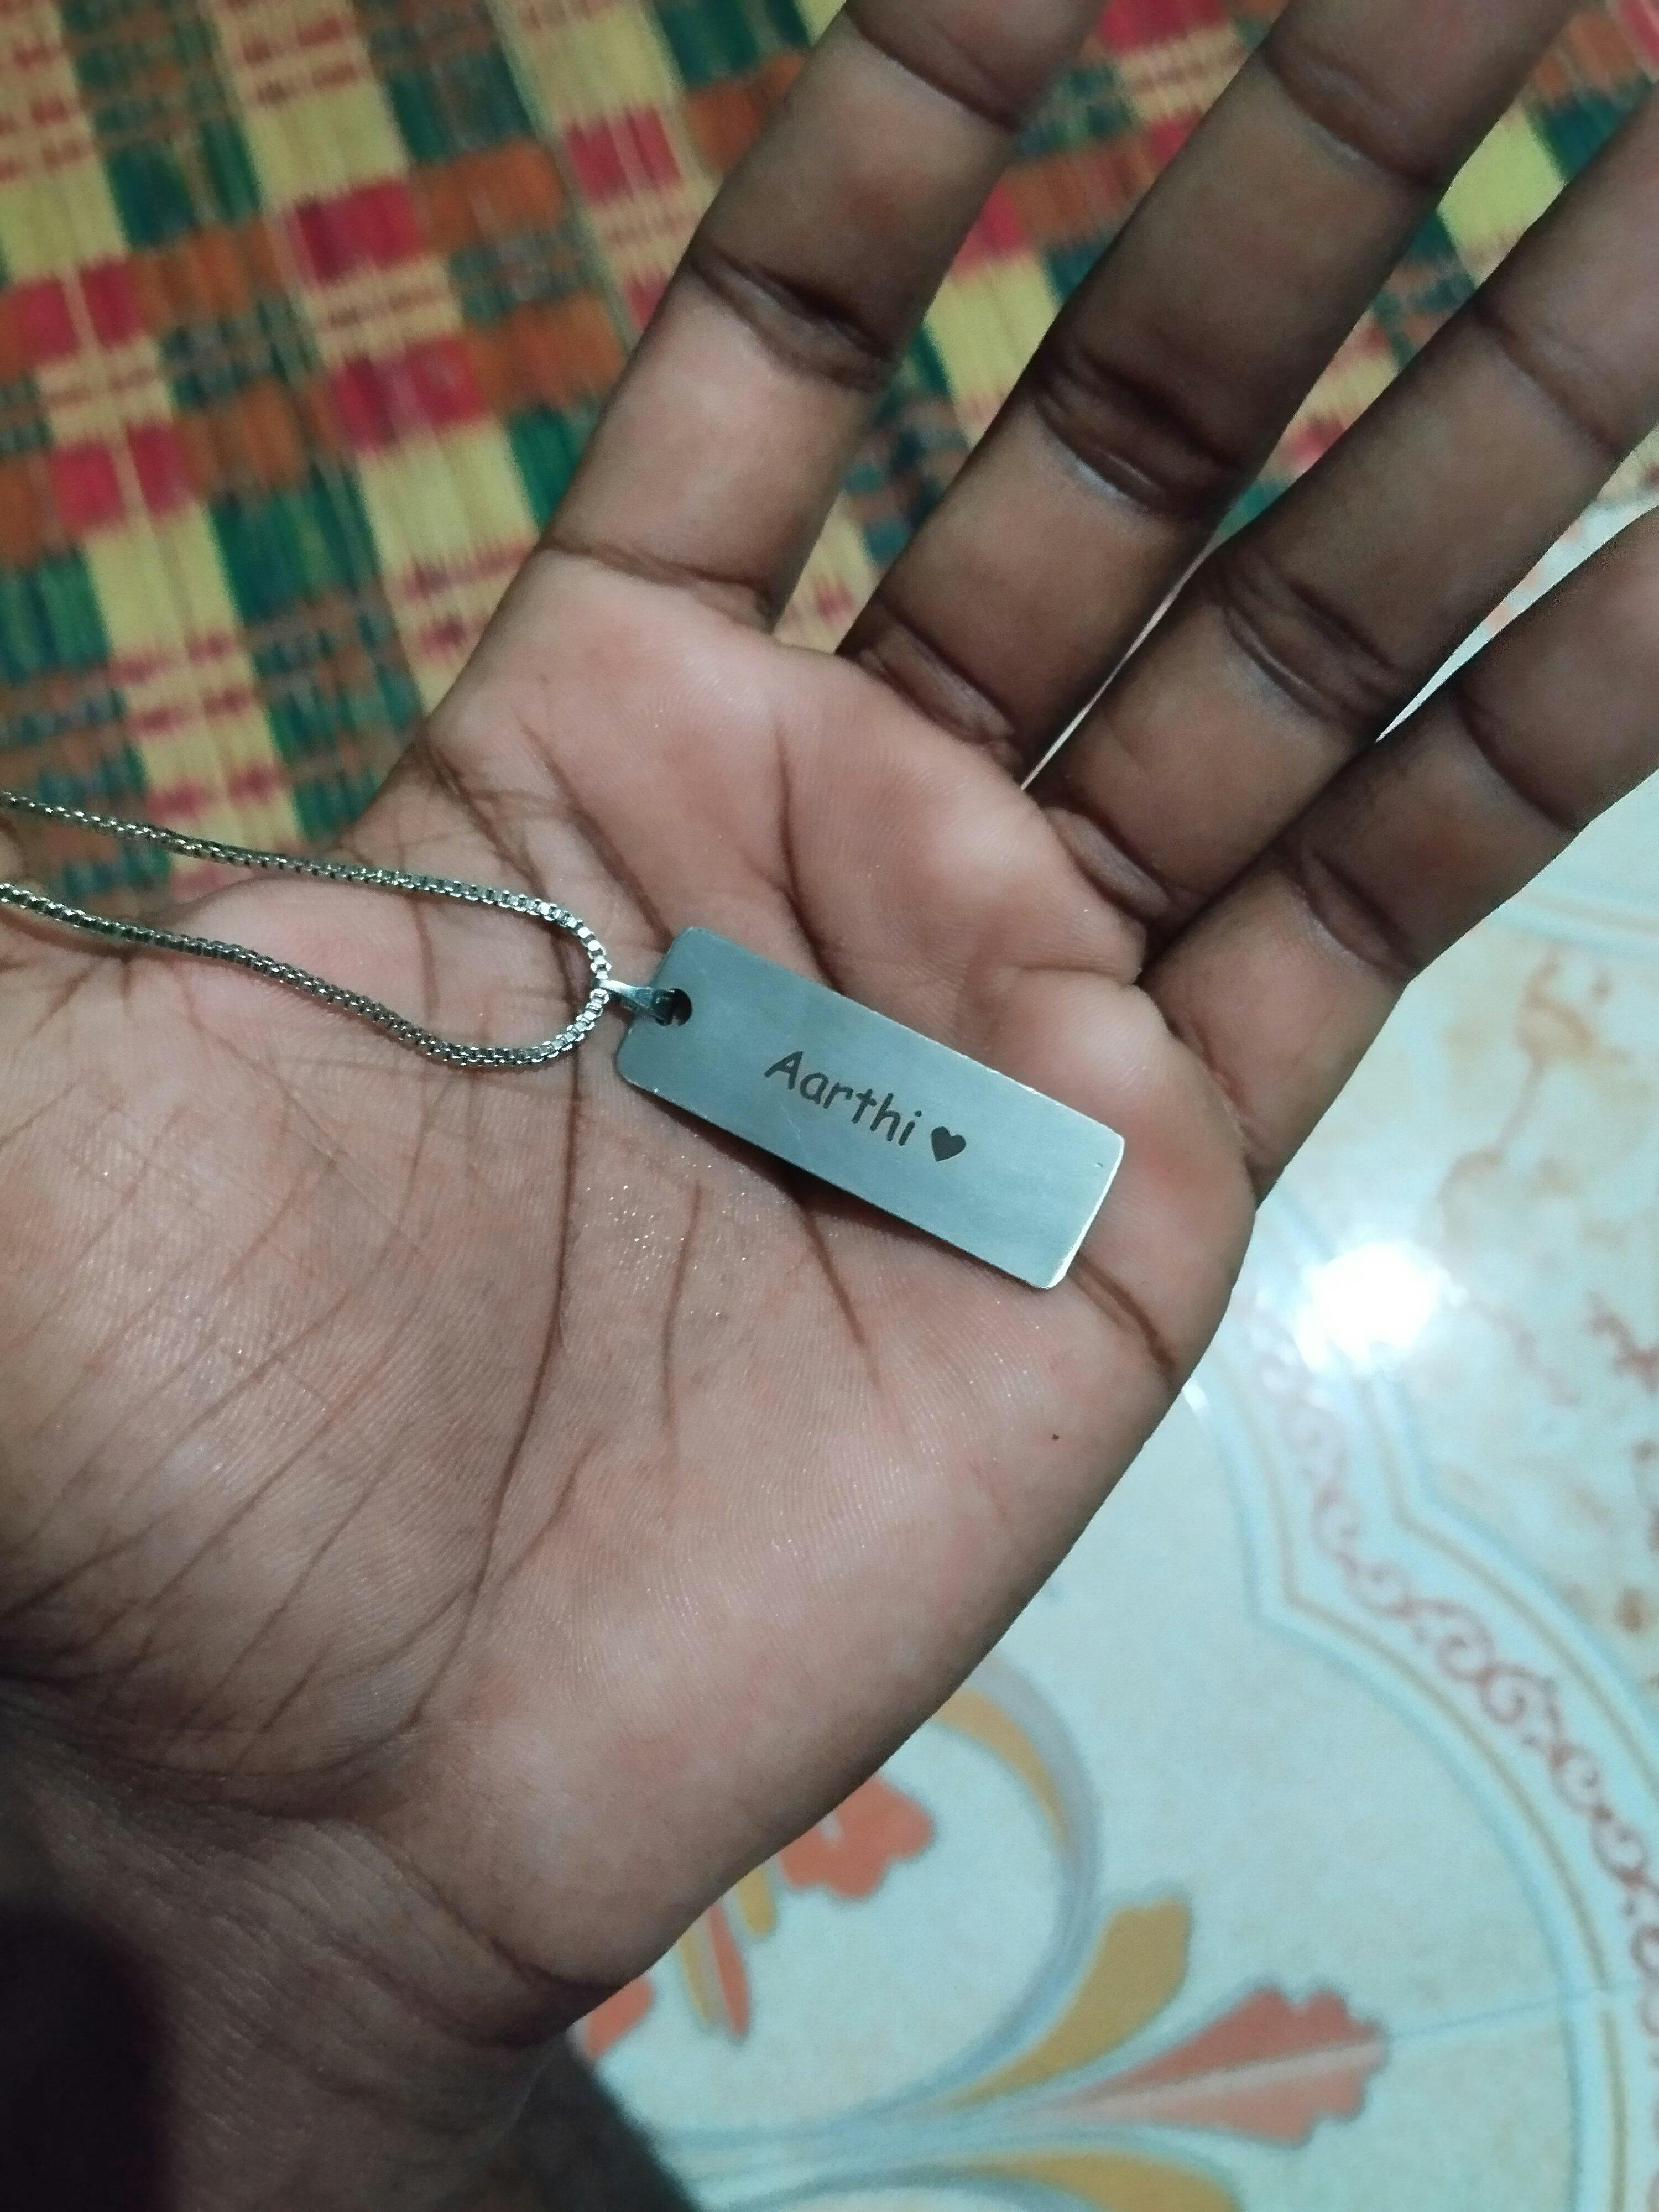 Aarthi ♥